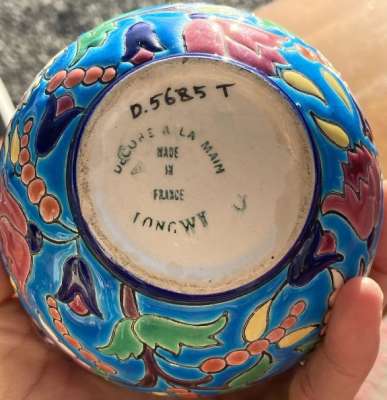 D.5685 T
DÉCORÉ À LA MAIN
MADE
IN
FRANCE
LONGWY